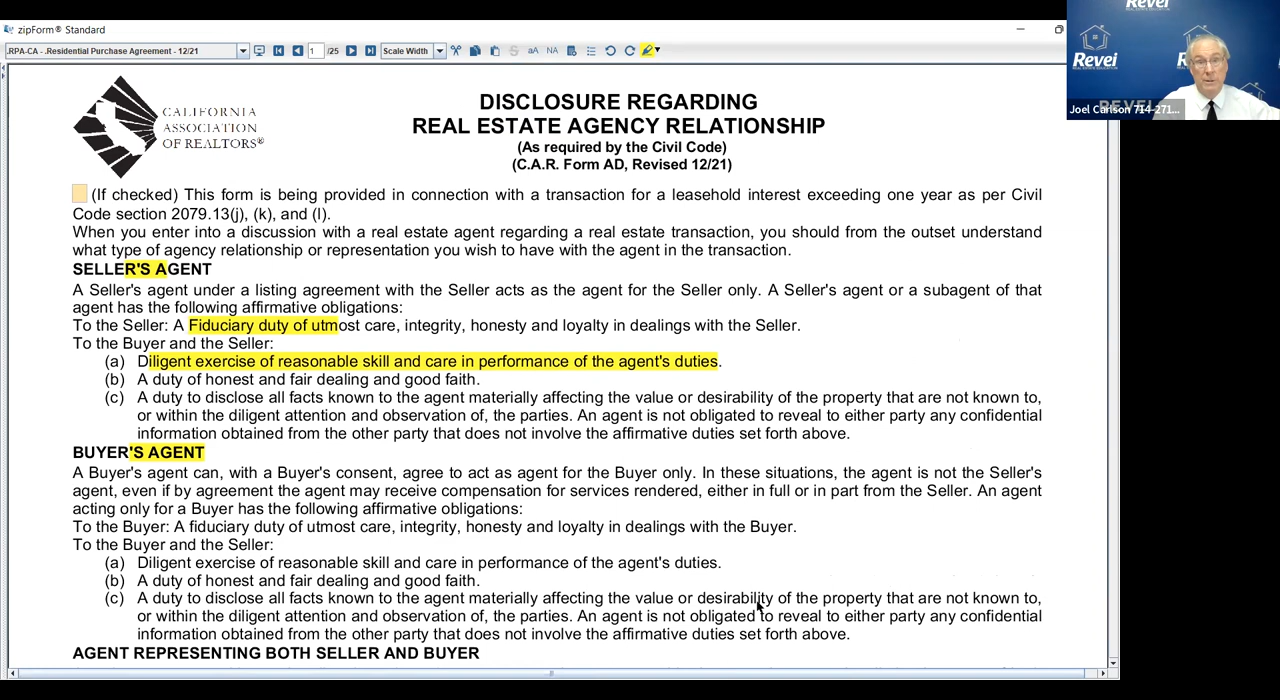 zipForm® Standard
.RPA-CA - .Residential Purchase Agreement - 12/21
1 /25
Scale Width
aA NA
Revei
Revei
Joel Carlson 714-271...
CALIFORNIA
ASSOCIATION
OF REALTORS®
DISCLOSURE REGARDING
REAL ESTATE AGENCY RELATIONSHIP
(As required by the Civil Code)
(C.A.R. Form AD, Revised 12/21)
(If checked) This form is being provided in connection with a transaction for a leasehold interest exceeding one year as per Civil
Code section 2079.13(j), (k), and (l).
When you enter into a discussion with a real estate agent regarding a real estate transaction, you should from the outset understand
what type of agency relationship or representation you wish to have with the agent in the transaction.
SELLER'S AGENT
A Seller's agent under a listing agreement with the Seller acts as the agent for the Seller only. A Seller's agent or a subagent of that
agent has the following affirmative obligations:
To the Seller: A Fiduciary duty of utmost care, integrity, honesty and loyalty in dealings with the Seller.
To the Buyer and the Seller:
(a) Diligent exercise of reasonable skill and care in performance of the agent's duties.
(b) A duty of honest and fair dealing and good faith.
(c) A duty to disclose all facts known to the agent materially affecting the value or desirability of the property that are not known to,
or within the diligent attention and observation of, the parties. An agent is not obligated to reveal to either party any confidential
information obtained from the other party that does not involve the affirmative duties set forth above.
BUYER'S AGENT
A Buyer's agent can, with a Buyer's consent, agree to act as agent for the Buyer only. In these situations, the agent is not the Seller's
agent, even if by agreement the agent may receive compensation for services rendered, either in full or in part from the Seller. An agent
acting only for a Buyer has the following affirmative obligations:
To the Buyer: A fiduciary duty of utmost care, integrity, honesty and loyalty in dealings with the Buyer.
To the Buyer and the Seller:
(a) Diligent exercise of reasonable skill and care in performance of the agent's duties.
(b) A duty of honest and fair dealing and good faith.
(c) A duty to disclose all facts known to the agent materially affecting the value or desirability of the property that are not known to,
or within the diligent attention and observation of, the parties. An agent is not obligated to reveal to either party any confidential
information obtained from the other party that does not involve the affirmative duties set forth above.
AGENT REPRESENTING BOTH SELLER AND BUYER